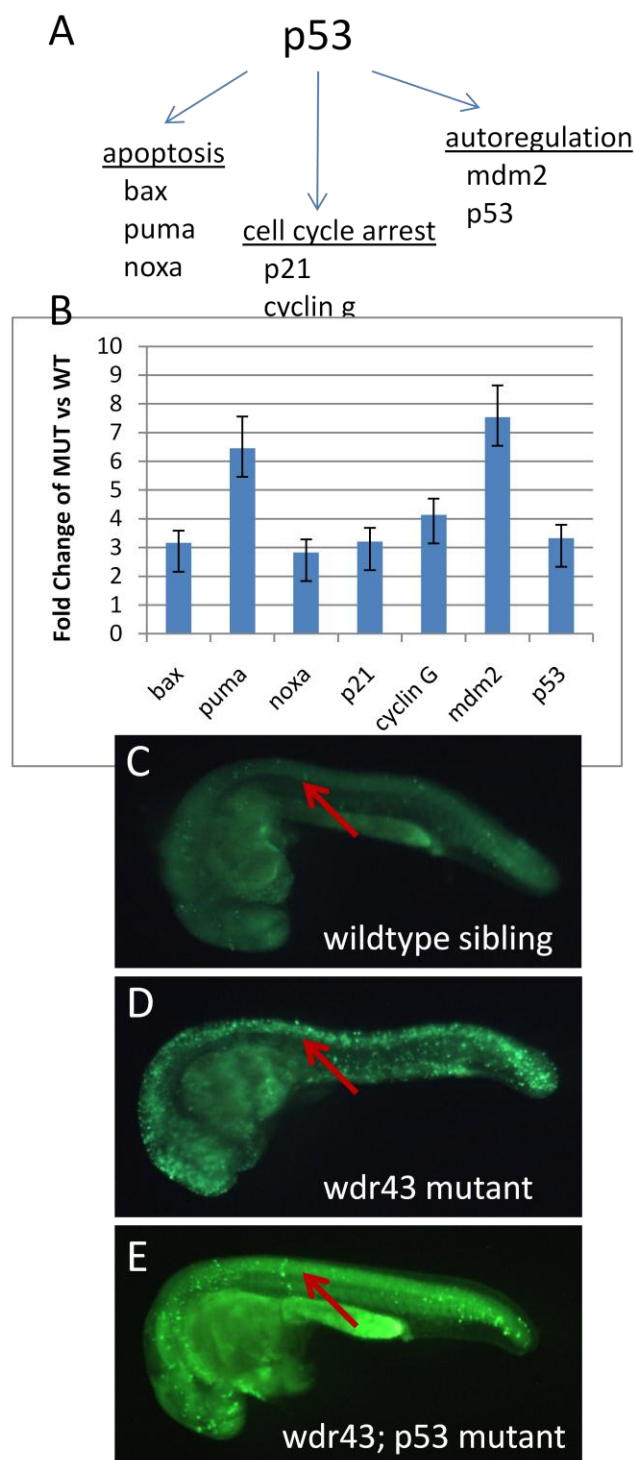 A
p53
apoptosis
bax
puma
noxa
cell cycle arrest
p21
cyclin g
autoregulation
mdm2
p53
B
Fold Change of MUT vs WT
10
9
8
7
6
5
4
3
2
1
0
bax
puma
noxa
p21
cyclin G
mdm2
p53
C
wildtype sibling
D
wdr43 mutant
E
wdr43; p53 mutant